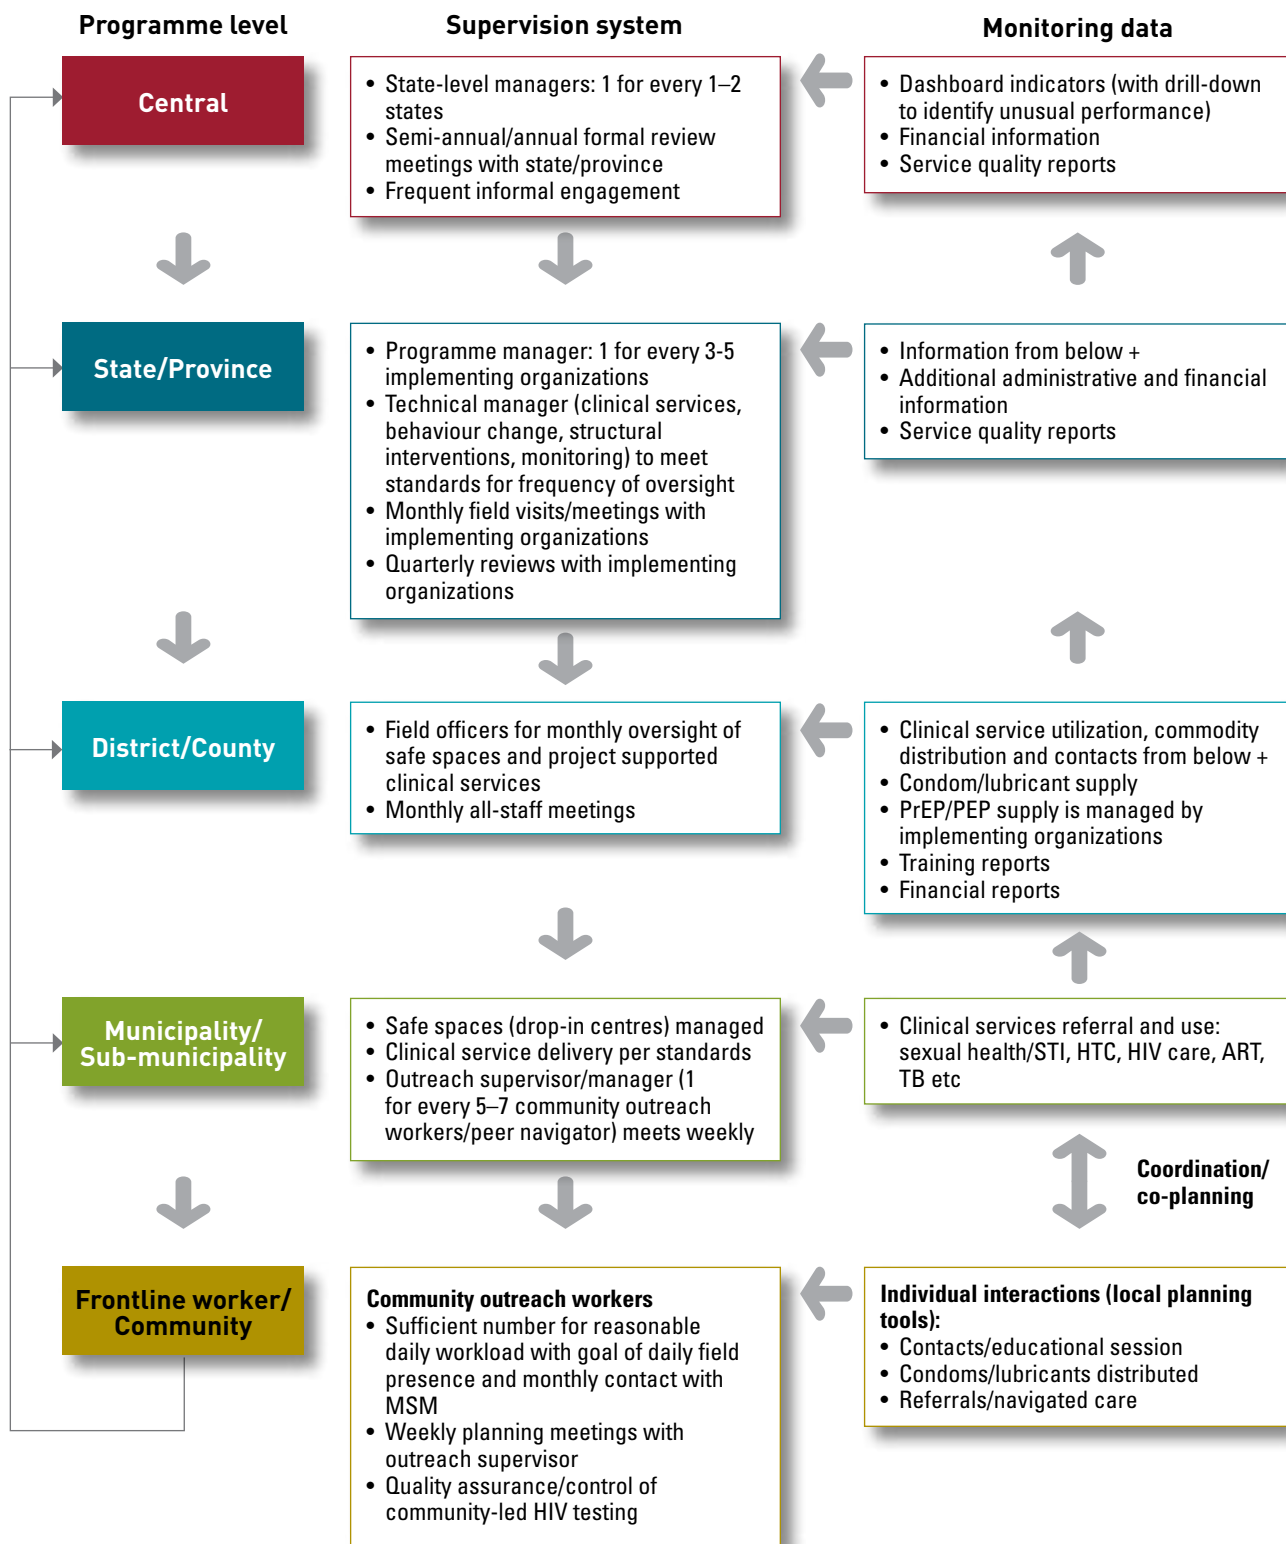 Programme level
Supervision system
Monitoring data
Central
• State-level managers: 1 for every 1–2
states
• Semi-annual/annual formal review
meetings with state/province
• Frequent informal engagement
• Dashboard indicators (with drill-down
to identify unusual performance)
• Financial information
• Service quality reports
State/Province
• Programme manager: 1 for every 3-5
implementing organizations
• Technical manager (clinical services,
behaviour change, structural
interventions, monitoring) to meet
standards for frequency of oversight
• Monthly field visits/meetings with
implementing organizations
• Quarterly reviews with implementing
organizations
• Information from below +
• Additional administrative and financial
information
• Service quality reports
District/County
• Field officers for monthly oversight of
safe spaces and project supported
clinical services
• Monthly all-staff meetings
• Clinical service utilization, commodity
distribution and contacts from below +
• Condom/lubricant supply
• PrEP/PEP supply is managed by
implementing organizations
• Training reports
• Financial reports
Municipality/
Sub-municipality
• Safe spaces (drop-in centres) managed
• Clinical service delivery per standards
• Outreach supervisor/manager (1
for every 5–7 community outreach
workers/peer navigator) meets weekly
• Clinical services referral and use:
sexual health/STI, HTC, HIV care, ART,
TB etc
Coordination/
co-planning
Frontline worker/
Community
Community outreach workers
• Sufficient number for reasonable
daily workload with goal of daily field
presence and monthly contact with
MSM
• Weekly planning meetings with
outreach supervisor
• Quality assurance/control of
community-led HIV testing
Individual interactions (local planning
tools):
• Contacts/educational session
• Condoms/lubricants distributed
• Referrals/navigated care